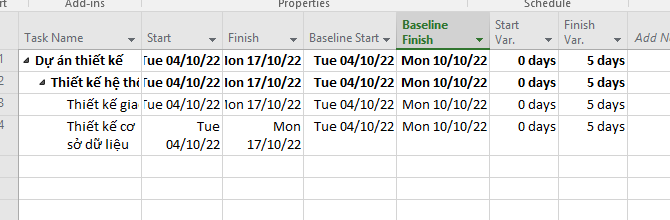 Add-ins Properties Schedule
Task Name Start Finish Baseline Start Baseline Finish Start Var. Finish Var. Add
1 Dự án thiết kế Tue 04/10/22 17/10/22 Tue 04/10/22 Mon 10/10/22 0 days 5 days
2 Thiết kế hệ Tue 04/10/22 17/10/22 Tue 04/10/22 Mon 10/10/22 0 days 5 days
3 Thiết kế Tue 04/10/22 17/10/22 Tue 04/10/22 Mon 10/10/22 0 days 5 days
4 Thiết kế cơ sở dữ liệu Tue 04/10/22 Mon 17/10/22 Tue 04/10/22 Mon 10/10/22 0 days 5 days